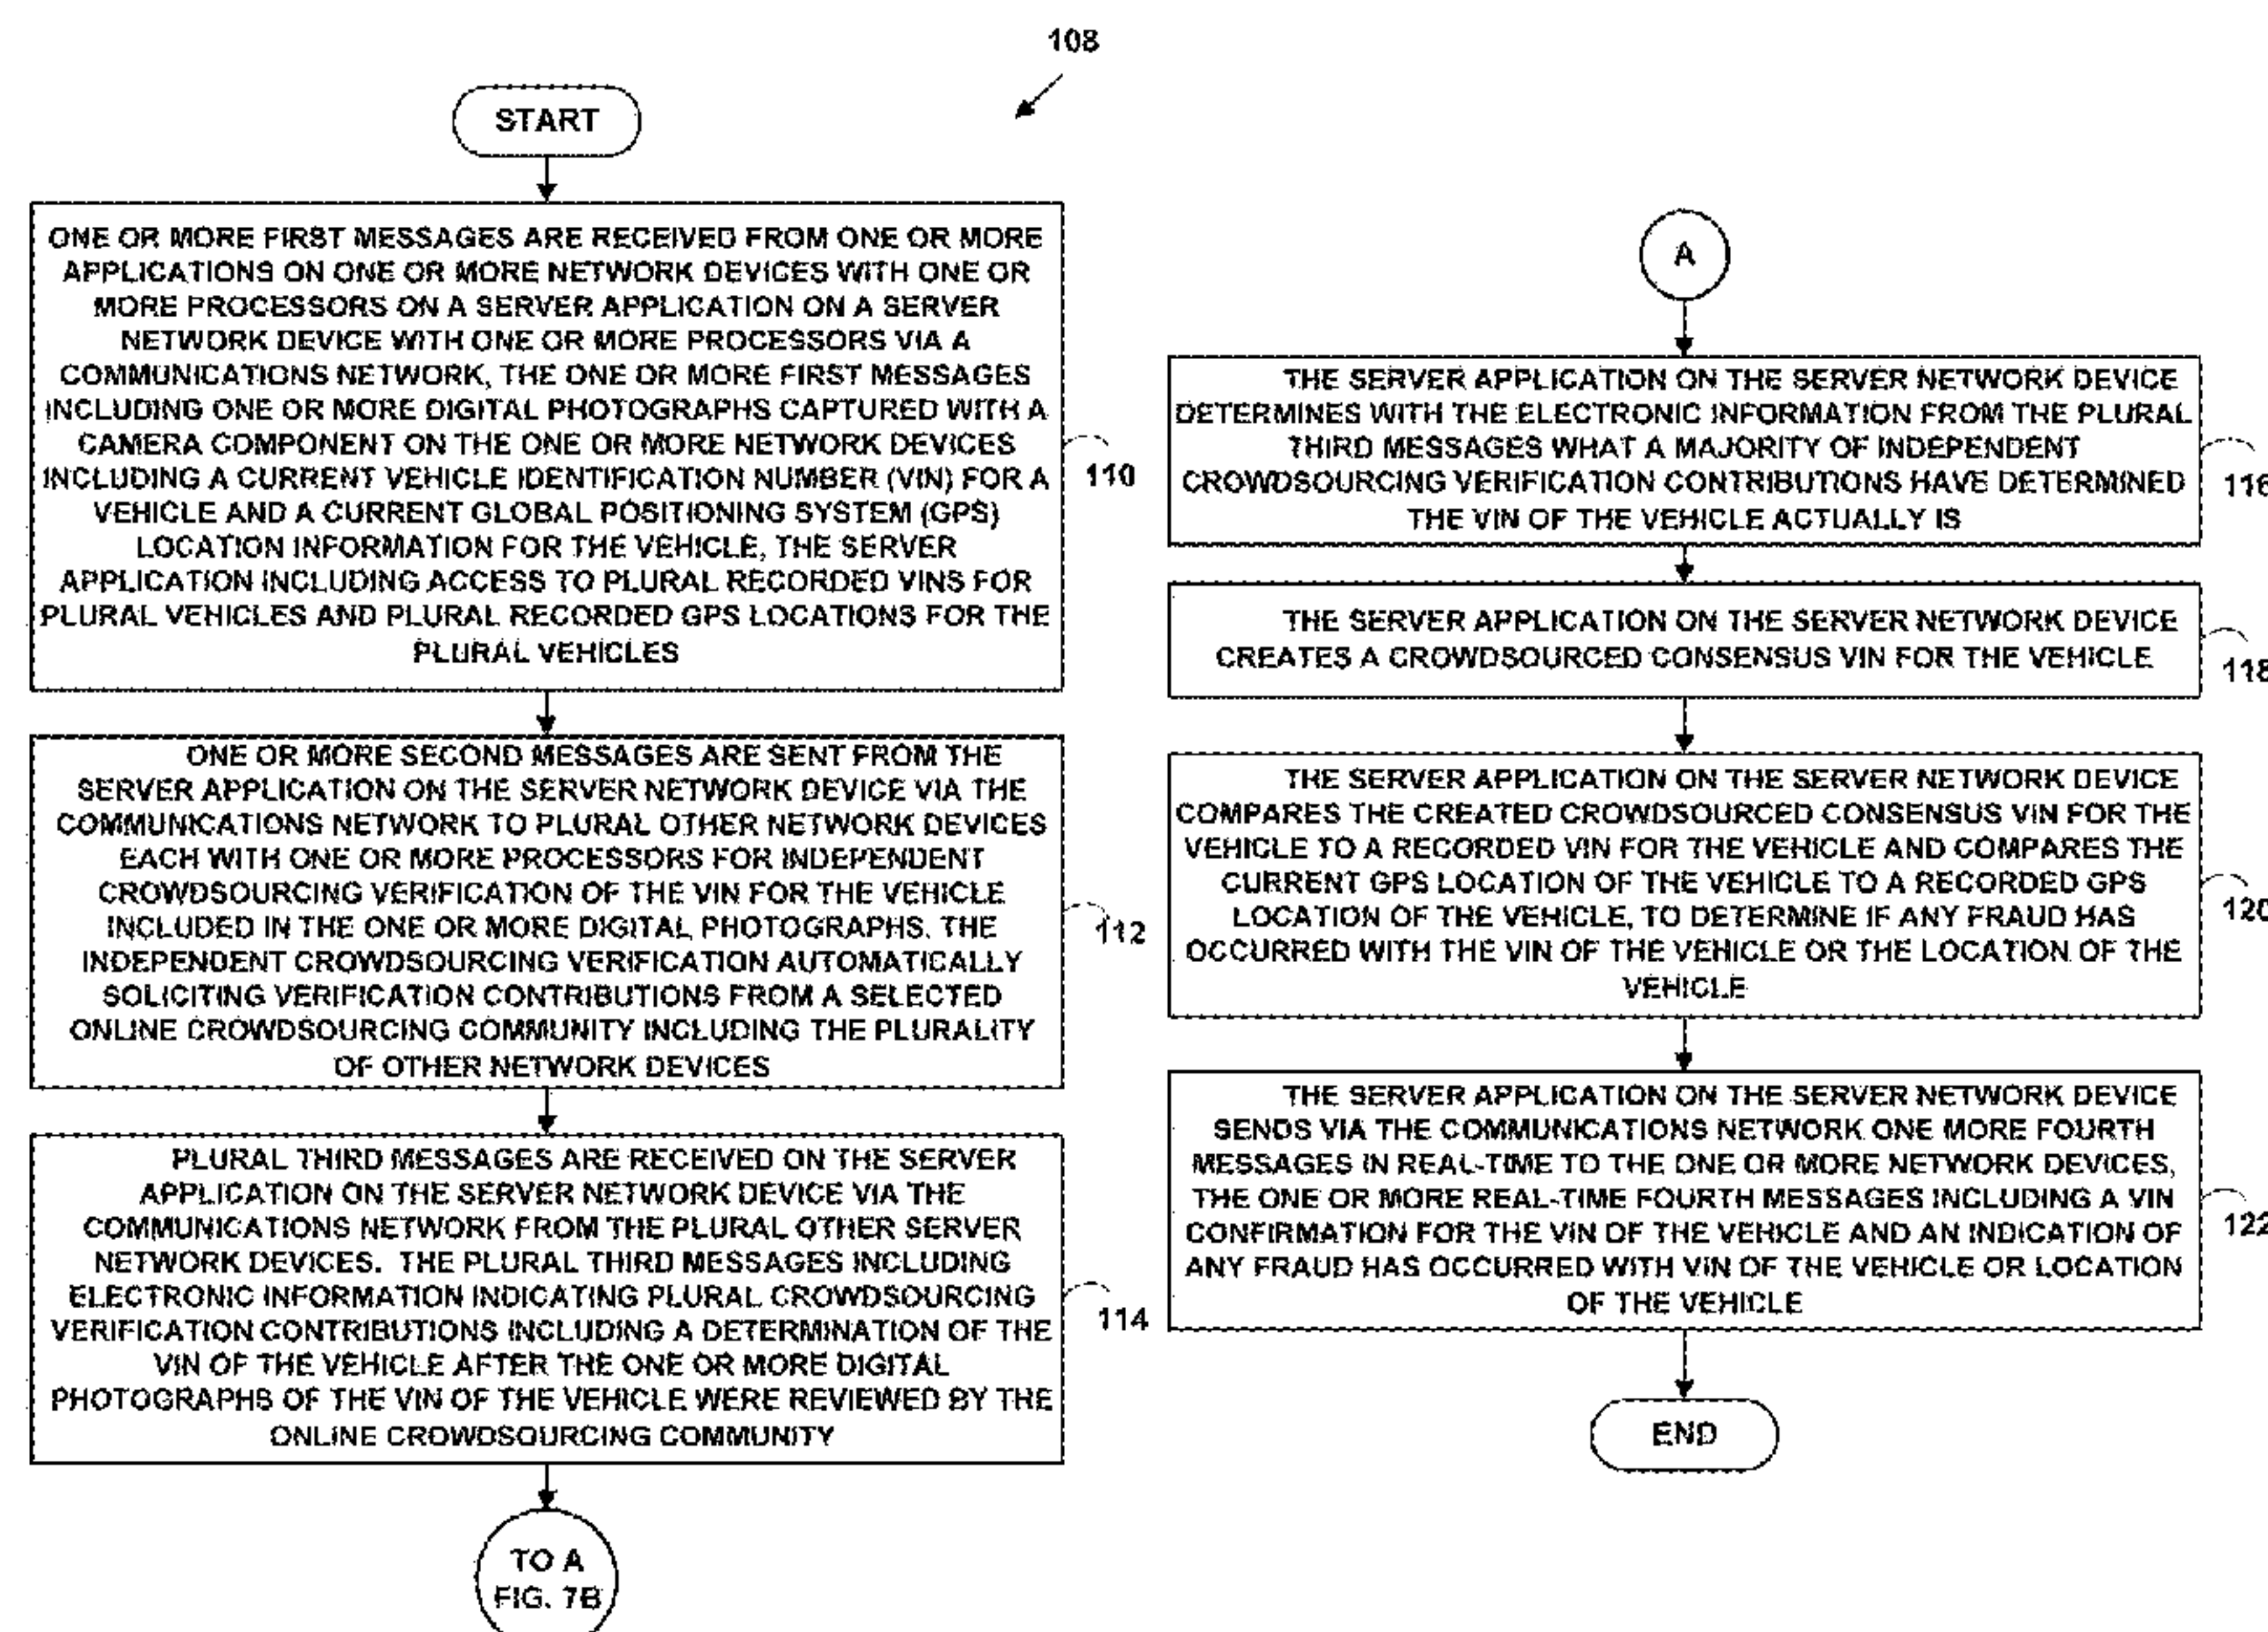 108
START
ONE OR MORE FIRST MESSAGES ARE RECEIVED FROM ONE OR MORE
APPLICATIONS ON ONE OR MORE NETWORK DEVICES WITH ONE OR
MORE PROCESSORS ON A SERVER APPLICATION ON A SERVER
NETWORK DEVICE WITH ONE OR MORE PROCESSORS VIA A
COMMUNICATIONS NETWORK, THE ONE OR MORE FIRST MESSAGES
INCLUDING ONE OR MORE DIGITAL PHOTOGRAPHS CAPTURED WITH A
CAMERA COMPONENT ON THE ONE OR MORE NETWORK DEVICES
INCLUDING A CURRENT VEHICLE IDENTIFICATION NUMBER (VIN) FOR A
VEHICLE AND A CURRENT GLOBAL POSITIONING SYSTEM (GPS)
LOCATION INFORMATION FOR THE VEHICLE, THE SERVER
APPLICATION INCLUDING ACCESS TO PLURAL RECORDED VINS FOR
PLURAL VEHICLES AND PLURAL RECORDED GPS LOCATIONS FOR THE
PLURAL VEHICLES
110
ONE OR MORE SECOND MESSAGES ARE SENT FROM THE
SERVER APPLICATION ON THE SERVER NETWORK DEVICE VIA THE
COMMUNICATIONS NETWORK TO PLURAL OTHER NETWORK DEVICES
EACH WITH ONE OR MORE PROCESSORS FOR INDEPENDENT
CROWDSOURCING VERIFICATION OF THE VIN FOR THE VEHICLE
INCLUDED IN THE ONE OR MORE DIGITAL PHOTOGRAPHS. THE
INDEPENDENT CROWDSOURCING VERIFICATION AUTOMATICALLY
SOLICITING VERIFICATION CONTRIBUTIONS FROM A SELECTED
ONLINE CROWDSOURCING COMMUNITY INCLUDING THE PLURALITY
OF OTHER NETWORK DEVICES
112
PLURAL THIRD MESSAGES ARE RECEIVED ON THE SERVER
APPLICATION ON THE SERVER NETWORK DEVICE VIA THE
COMMUNICATIONS NETWORK FROM THE PLURAL OTHER SERVER
NETWORK DEVICES. THE PLURAL THIRD MESSAGES INCLUDING
ELECTRONIC INFORMATION INDICATING PLURAL CROWDSOURCING
VERIFICATION CONTRIBUTIONS INCLUDING A DETERMINATION OF THE
VIN OF THE VEHICLE AFTER THE ONE OR MORE DIGITAL
PHOTOGRAPHS OF THE VIN OF THE VEHICLE WERE REVIEWED BY THE
ONLINE CROWDSOURCING COMMUNITY
114
TO A
FIG. 7B
A
THE SERVER APPLICATION ON THE SERVER NETWORK DEVICE
DETERMINES WITH THE ELECTRONIC INFORMATION FROM THE PLURAL
THIRD MESSAGES WHAT A MAJORITY OF INDEPENDENT
CROWDSOURCING VERIFICATION CONTRIBUTIONS HAVE DETERMINED
THE VIN OF THE VEHICLE ACTUALLY IS
116
THE SERVER APPLICATION ON THE SERVER NETWORK DEVICE
CREATES A CROWDSOURCED CONSENSUS VIN FOR THE VEHICLE
118
THE SERVER APPLICATION ON THE SERVER NETWORK DEVICE
COMPARES THE CREATED CROWDSOURCED CONSENSUS VIN FOR THE
VEHICLE TO A RECORDED VIN FOR THE VEHICLE AND COMPARES THE
CURRENT GPS LOCATION OF THE VEHICLE TO A RECORDED GPS
LOCATION OF THE VEHICLE, TO DETERMINE IF ANY FRAUD HAS
OCCURRED WITH THE VIN OF THE VEHICLE OR THE LOCATION OF THE
VEHICLE
120
THE SERVER APPLICATION ON THE SERVER NETWORK DEVICE
SENDS VIA THE COMMUNICATIONS NETWORK ONE MORE FOURTH
MESSAGES IN REAL-TIME TO THE ONE OR MORE NETWORK DEVICES,
THE ONE OR MORE REAL-TIME FOURTH MESSAGES INCLUDING A VIN
CONFIRMATION FOR THE VIN OF THE VEHICLE AND AN INDICATION OF
ANY FRAUD HAS OCCURRED WITH VIN OF THE VEHICLE OR LOCATION
OF THE VEHICLE
122
END